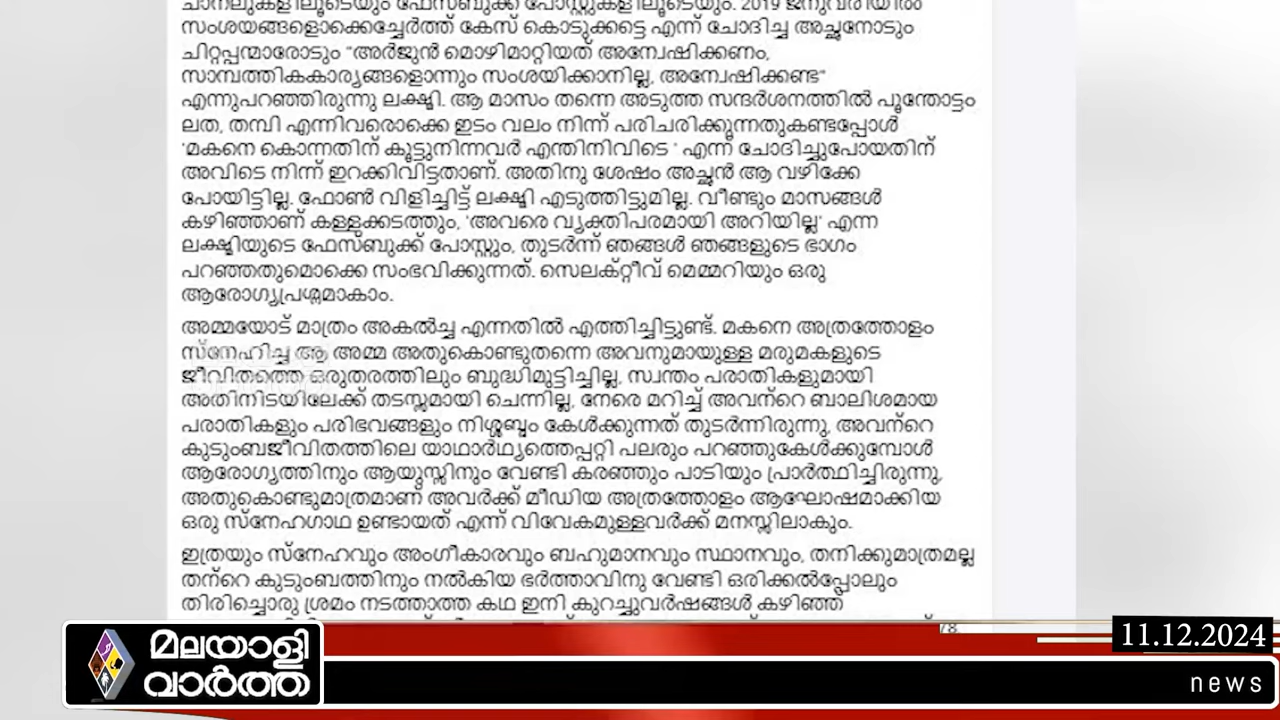 ചാനലുകളിലൂടെയും ഫേസ്ബുക്ക് പോസ്റ്റുകളിലൂടെയും. 2019 ജനുവരിയിൽ
സംശയങ്ങളൊക്കെച്ചേർത്ത് കേസ് കൊടുക്കട്ടെ എന്ന് ചോദിച്ച അച്ഛനോടും
ചിറ്റപ്പന്മാരോടും "അർജുൻ മൊഴിമാറ്റിയത് അന്വേഷിക്കണം,
സാമ്പത്തികകാര്യങ്ങളൊന്നും സംശയിക്കാനില്ല, അന്വേഷിക്കണ്ട"
എന്നുപറഞ്ഞിരുന്നു ലക്ഷ്മി. ആ മാസം തന്നെ അടുത്ത സന്ദർശനത്തിൽ പൂന്തോട്ടം
ലത, തമ്പി എന്നിവരൊക്കെ ഇടം വലം നിന്ന് പരിചരിക്കുന്നതുകണ്ടപ്പോൾ
'മകനെ കൊന്നതിന് കൂട്ടുനിന്നവർ എന്തിനിവിടെ ' എന്ന് ചോദിച്ചുപോയതിന്
അവിടെ നിന്ന് ഇറക്കിവിട്ടതാണ്. അതിനു ശേഷം അച്ഛൻ ആ വഴിക്കേ
പോയിട്ടില്ല. ഫോൺ വിളിച്ചിട്ട് ലക്ഷ്മി എടുത്തിട്ടുമില്ല. വീണ്ടും മാസങ്ങൾ
കഴിഞ്ഞാണ് കള്ളക്കടത്തും, 'അവരെ വ്യക്തിപരമായി അറിയില്ല' എന്ന
ലക്ഷ്മിയുടെ ഫേസ്ബുക്ക് പോസ്റ്റും, തുടർന്ന് ഞങ്ങൾ ഞങ്ങളുടെ ഭാഗം
പറഞ്ഞതുമൊക്കെ സംഭവിക്കുന്നത്. സെലക്റ്റീവ് മെമ്മറിയും ഒരു
ആരോഗ്യപ്രശ്നമാകാം.
അമ്മയോട് മാത്രം അകൽച്ച എന്നതിൽ എത്തിച്ചിട്ടുണ്ട്. മകനെ അത്രത്തോളം
സ്നേഹിച്ച ആ അമ്മ അതുകൊണ്ടുതന്നെ അവനുമായുള്ള മരുമകളുടെ
ജീവിതത്തെ ഒരുതരത്തിലും ബുദ്ധിമുട്ടിച്ചില്ല, സ്വന്തം പരാതികളുമായി
അതിനിടയിലേക്ക് തടസ്സമായി ചെന്നില്ല, നേരെ മറിച്ച് അവന്റെ ബാലിശമായ
പരാതികളും പരിഭവങ്ങളും നിശ്ശബ്ദം കേൾക്കുന്നത് തുടർന്നിരുന്നു, അവന്റെ
കുടുംബജീവിതത്തിലെ യാഥാർഥ്യത്തെപ്പറ്റി പലരും പറഞ്ഞുകേൾക്കുമ്പോൾ
ആരോഗ്യത്തിനും ആയുസ്സിനും വേണ്ടി കരഞ്ഞും പാടിയും പ്രാർത്ഥിച്ചിരുന്നു,
അതുകൊണ്ടുമാത്രമാണ് അവർക്ക് മീഡിയ അത്രത്തോളം ആഘോഷമാക്കിയ
ഒരു സ്നേഹഗാഥ ഉണ്ടായത് എന്ന് വിവേകമുള്ളവർക്ക് മനസ്സിലാകും.
ഇത്രയും സ്നേഹവും അംഗീകാരവും ബഹുമാനവും സ്ഥാനവും, തനിക്കുമാത്രമല്ല
തന്റെ കുടുംബത്തിനും നൽകിയ ഭർത്താവിനു വേണ്ടി ഒരിക്കൽപ്പോലും
തിരിച്ചൊരു ശ്രമം നടത്താത്ത കഥ ഇനി കുറച്ചുവർഷങ്ങൾ കഴിഞ്ഞ്
78.
11.12.2024
മലയാളി
വാർത്ത
news